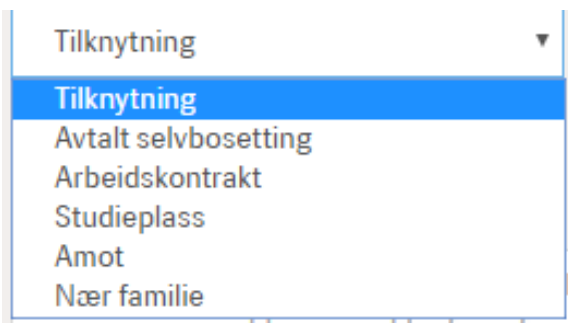 Tilknytning ▼
Tilknytning
Avtalt selvbosetting
Arbeidskontrakt
Studieplass
Amot
Nær familie